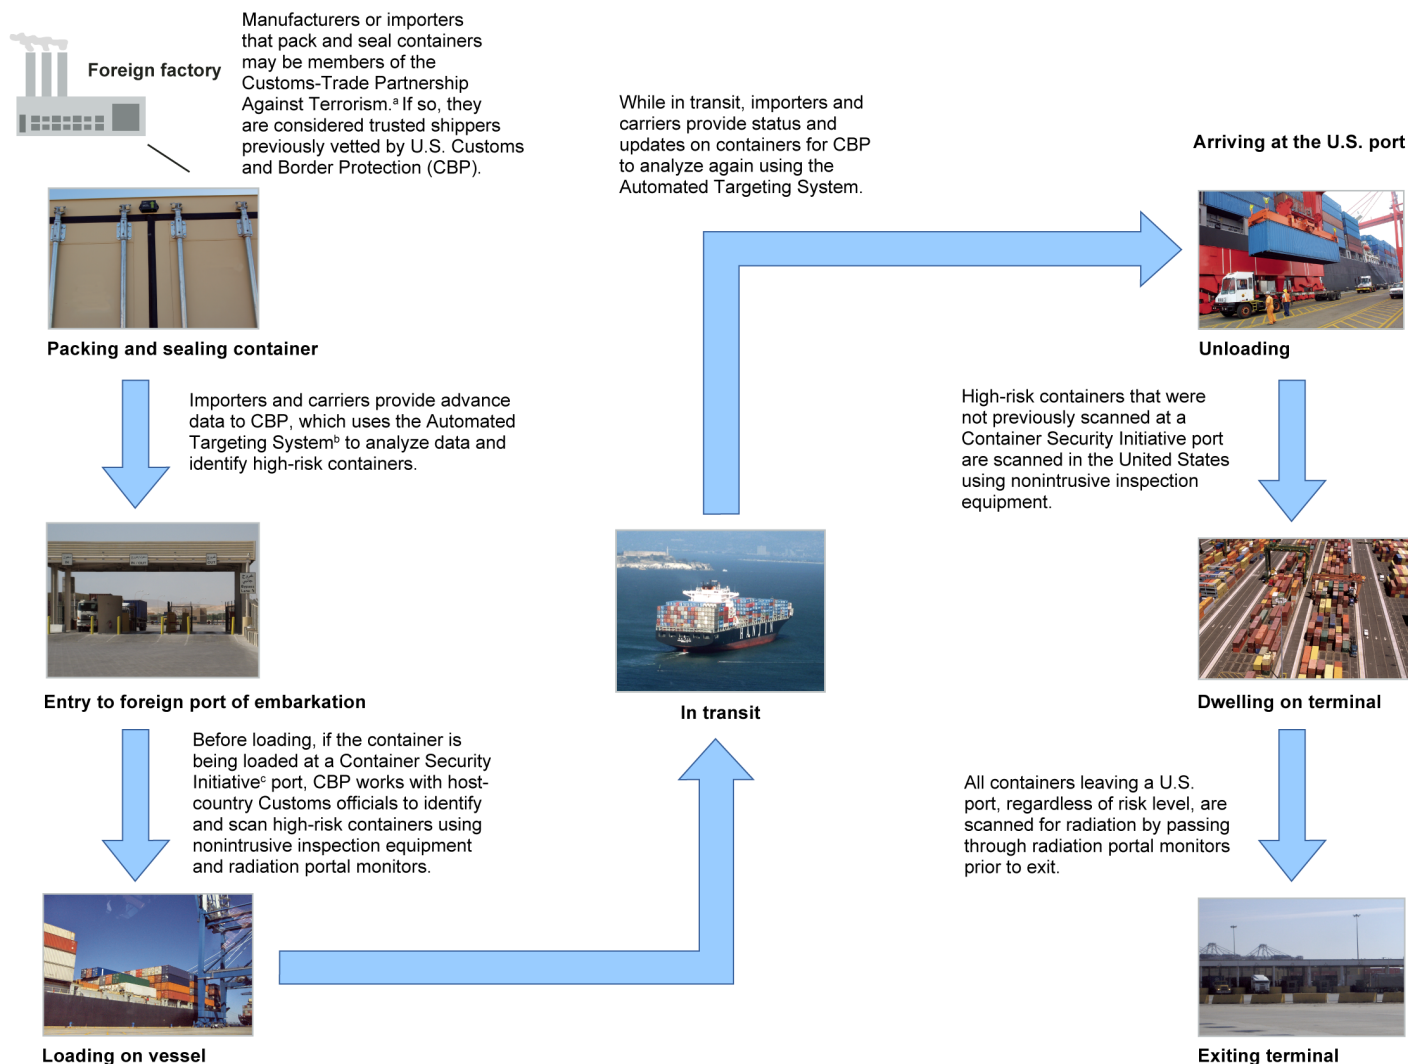 Foreign factory
Manufacturers or importers
that pack and seal containers
may be members of the
Customs-Trade Partnership
Against Terrorism.ᵃ If so, they
are considered trusted shippers
previously vetted by U.S. Customs
and Border Protection (CBP).
Packing and sealing container
Importers and carriers provide advance
data to CBP, which uses the Automated
Targeting Systemᵇ to analyze data and
identify high-risk containers.
Entry to foreign port of embarkation
Before loading, if the container is
being loaded at a Container Security
Initiativeᶜ port, CBP works with host-
country Customs officials to identify
and scan high-risk containers using
nonintrusive inspection equipment
and radiation portal monitors.
Loading on vessel
HANJIN
In transit
While in transit, importers and
carriers provide status and
updates on containers for CBP
to analyze again using the
Automated Targeting System.
Arriving at the U.S. port
Unloading
High-risk containers that were
not previously scanned at a
Container Security Initiative port
are scanned in the United States
using nonintrusive inspection
equipment.
Dwelling on terminal
All containers leaving a U.S.
port, regardless of risk level, are
scanned for radiation by passing
through radiation portal monitors
prior to exit.
Exiting terminal